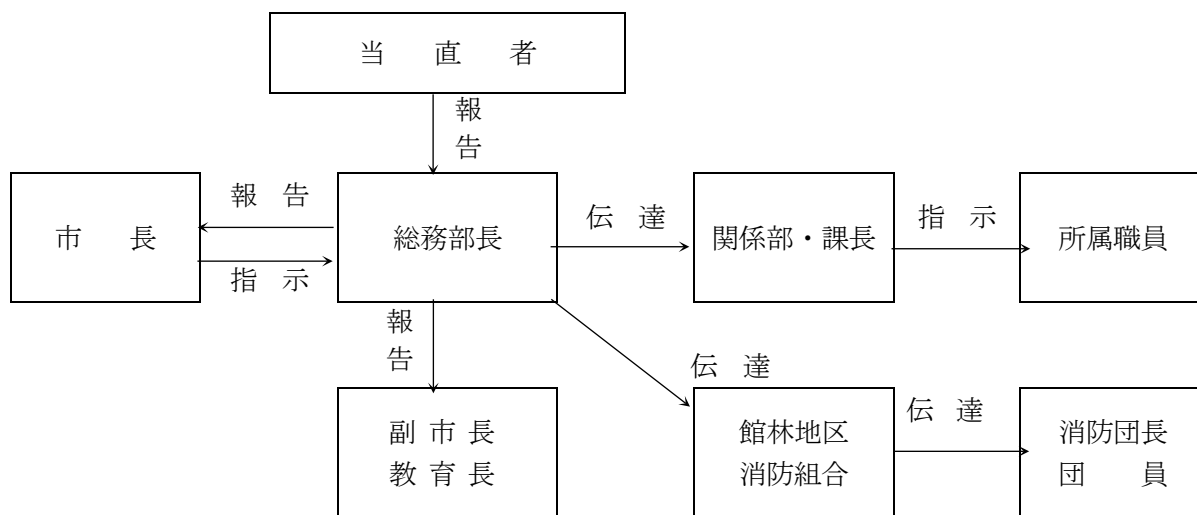 当　直　者
報
告
報　告
市　　長
総務部長
伝　達
関係部・課長
指　示
所属職員
指　示
報
告
伝　達
副 市 長
教 育 長
館林地区
消防組合
伝　達
消防団長
団　　員